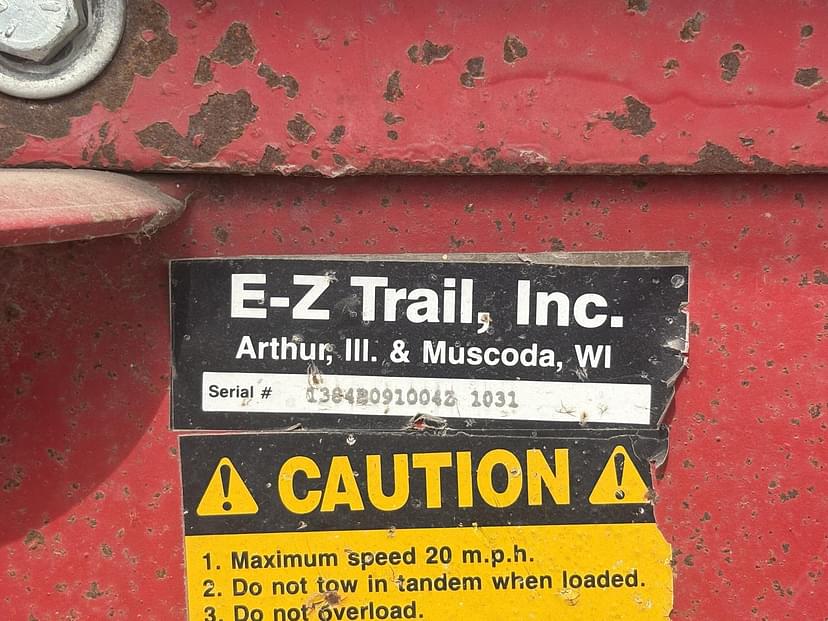 E-Z Trail, Inc.
Arthur, Ill. & Muscoda, WI
Serial # 1031
CAUTION
1. Maximum speed 20 m.p.h.
2. Do not tow in tandem when loaded.
3. Do not overload.